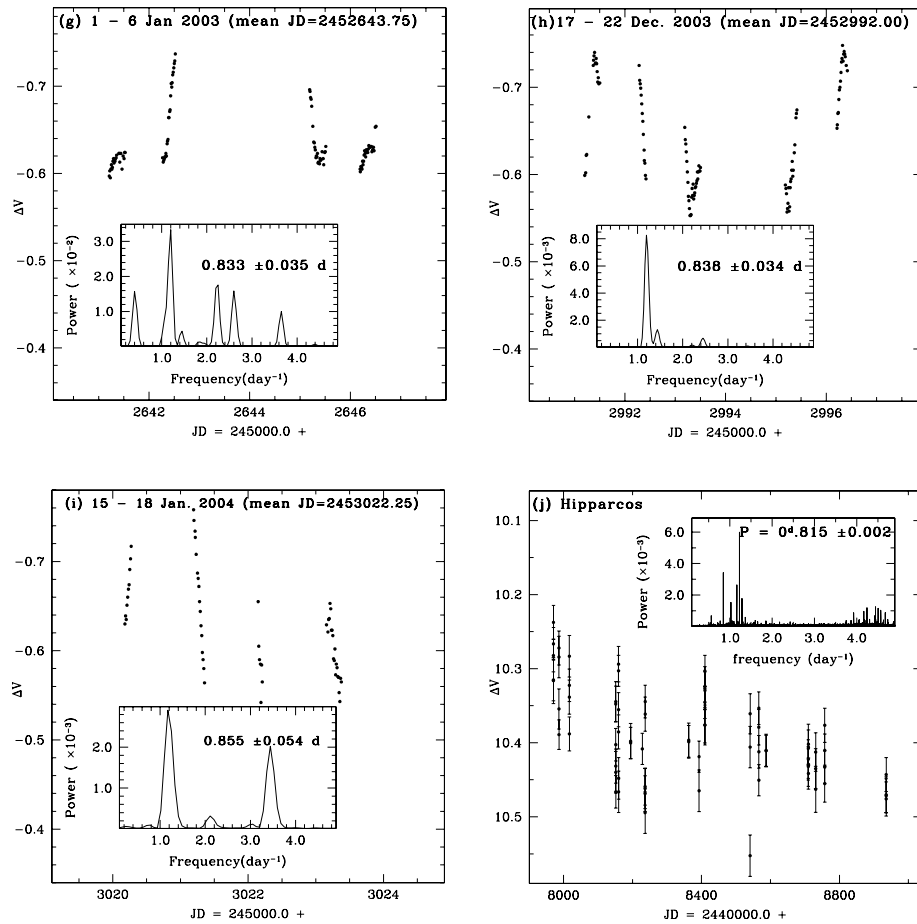 (g) 1 – 6 Jan 2003 (mean JD=2452643.75)
−0.7
−0.6
−0.5
−0.4
ΔV
3.0
2.0
1.0
Power ( ×10⁻²)
0.833 ±0.035 d
1.0 2.0 3.0 4.0
Frequency(day⁻¹)
2642 2644 2646
JD = 245000.0 +
(h)17 – 22 Dec. 2003 (mean JD=2452992.00)
−0.7
−0.6
−0.5
−0.4
ΔV
8.0
6.0
4.0
2.0
Power ( ×10⁻³)
0.838 ±0.034 d
1.0 2.0 3.0 4.0
Frequency(day⁻¹)
2992 2994 2996
JD = 245000.0 +
(i) 15 – 18 Jan. 2004 (mean JD=2453022.25)
−0.7
−0.6
−0.5
−0.4
ΔV
2.0
1.0
Power ( ×10⁻³)
0.855 ±0.054 d
1.0 2.0 3.0 4.0
Frequency(day⁻¹)
3020 3022 3024
JD = 245000.0 +
(j) Hipparcos
10.1
10.2
10.3
10.4
10.5
ΔV
6.0
4.0
2.0
Power (×10⁻³)
P = 0ᵈ.815 ±0.002
1.0 2.0 3.0 4.0
frequency (day⁻¹)
8000 8400 8800
JD = 2440000.0 +